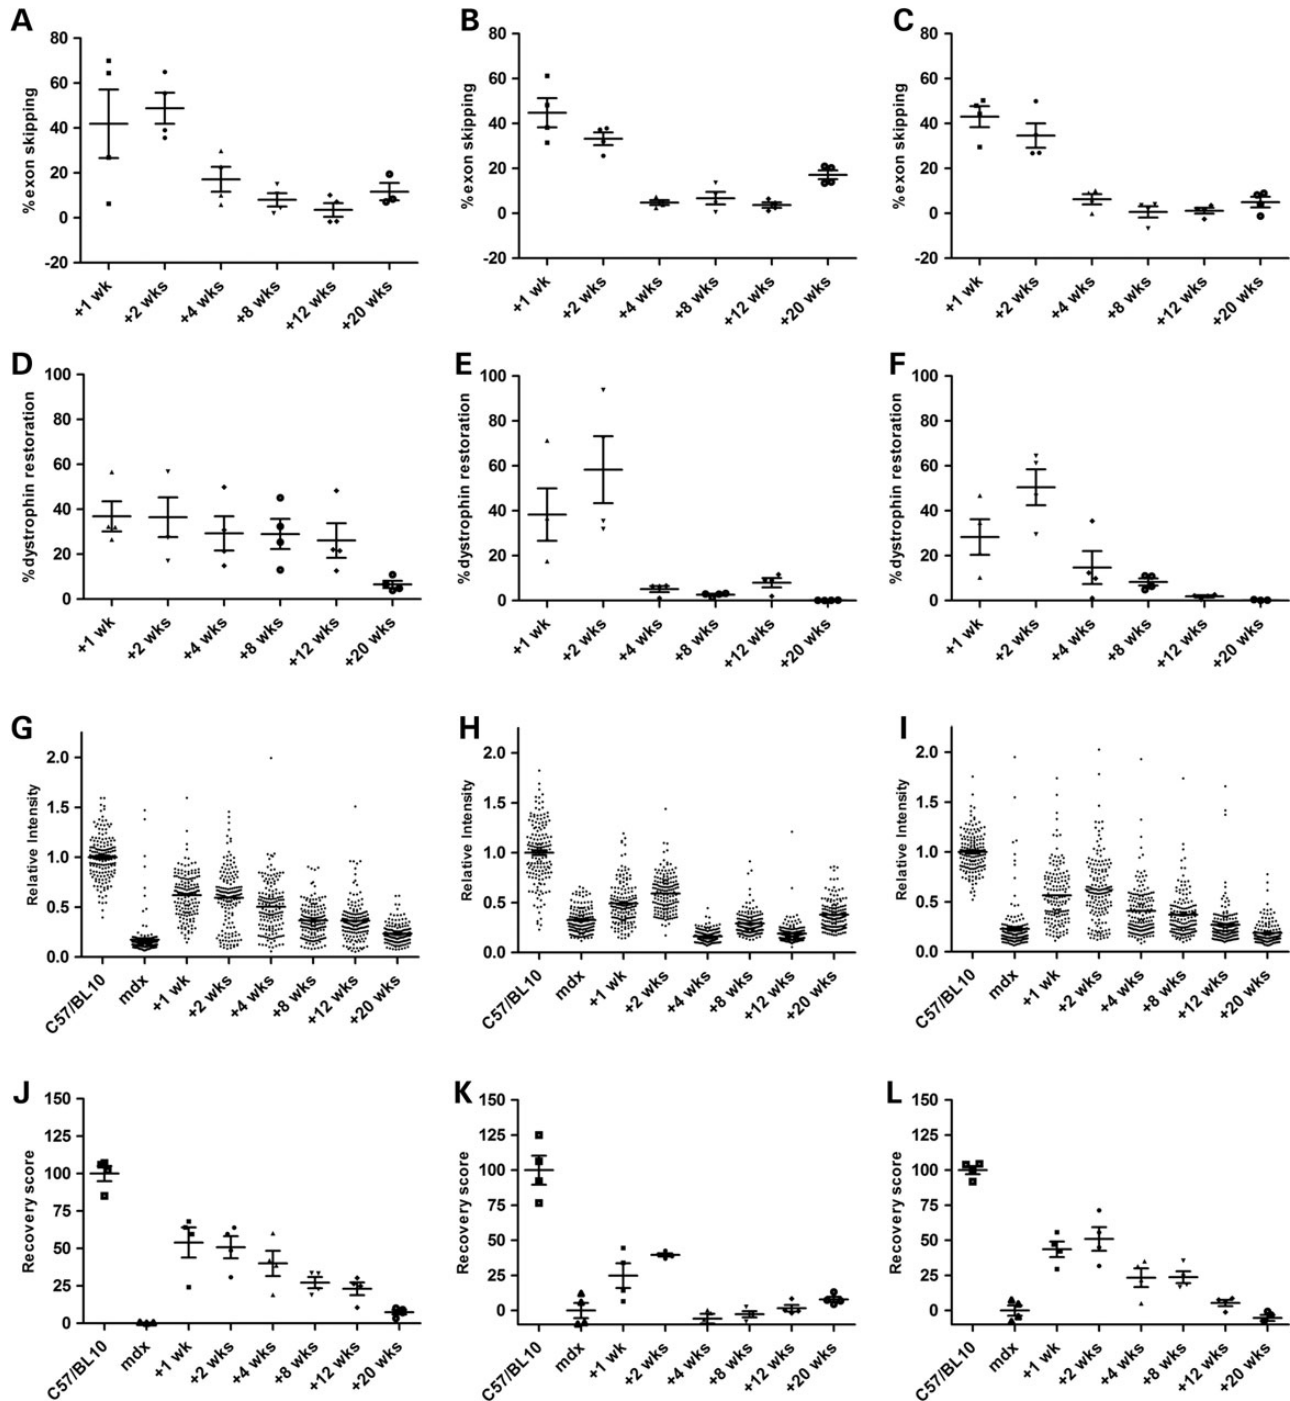 A
B
C
%exon skipping
80
60
40
20
0
-20
+1 wk
+2 wks
+4 wks
+8 wks
+12 wks
+20 wks
%exon skipping
80
60
40
20
0
-20
+1 wk
+2 wks
+4 wks
+8 wks
+12 wks
+20 wks
%exon skipping
80
60
40
20
0
-20
+1 wk
+2 wks
+4 wks
+8 wks
+12 wks
+20 wks
D
E
F
%dystrophin restoration
100
80
60
40
20
0
+1 wk
+2 wks
+4 wks
+8 wks
+12 wks
+20 wks
%dystrophin restoration
100
80
60
40
20
0
+1 wk
+2 wks
+4 wks
+8 wks
+12 wks
+20 wks
%dystrophin restoration
100
80
60
40
20
0
+1 wk
+2 wks
+4 wks
+8 wks
+12 wks
+20 wks
G
H
I
Relative Intensity
2.0
1.5
1.0
0.5
0.0
C57/BL10
mdx
+1 wk
+2 wks
+4 wks
+8 wks
+12 wks
+20 wks
Relative Intensity
2.0
1.5
1.0
0.5
0.0
C57/BL10
mdx
+1 wk
+2 wks
+4 wks
+8 wks
+12 wks
+20 wks
Relative Intensity
2.0
1.5
1.0
0.5
0.0
C57/BL10
mdx
+1 wk
+2 wks
+4 wks
+8 wks
+12 wks
+20 wks
J
K
L
Recovery score
150
100
75
50
25
0
C57/BL10
mdx
+1 wk
+2 wks
+4 wks
+8 wks
+12 wks
+20 wks
Recovery score
150
125
100
75
50
25
0
C57/BL10
mdx
+1 wk
+2 wks
+4 wks
+8 wks
+12 wks
+20 wks
Recovery score
150
125
100
75
50
25
0
C57/BL10
mdx
+1 wk
+2 wks
+4 wks
+8 wks
+12 wks
+20 wks